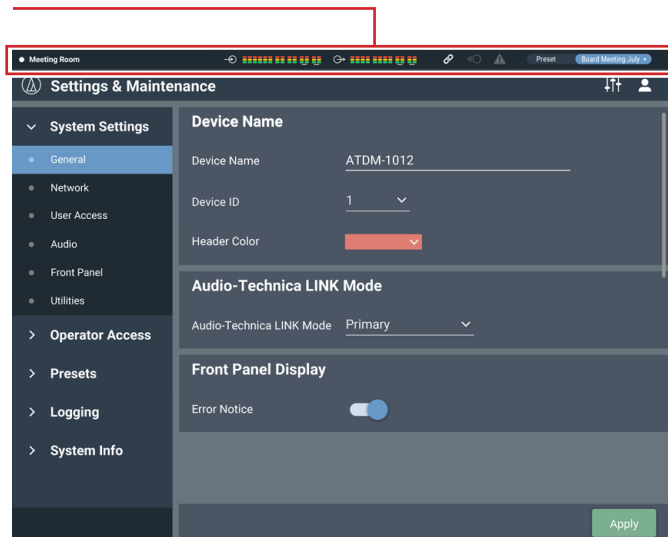 Meeting Room Preset Board Meeting July
Settings & Maintenance
System Settings
General
Network
User Access
Audio
Front Panel
Utilities
Operator Access
Presets
Logging
System Info
Device Name
Device Name ATDM-1012
Device ID 1
Header Color
Audio-Technica LINK Mode
Audio-Technica LINK Mode Primary
Front Panel Display
Error Notice
Apply